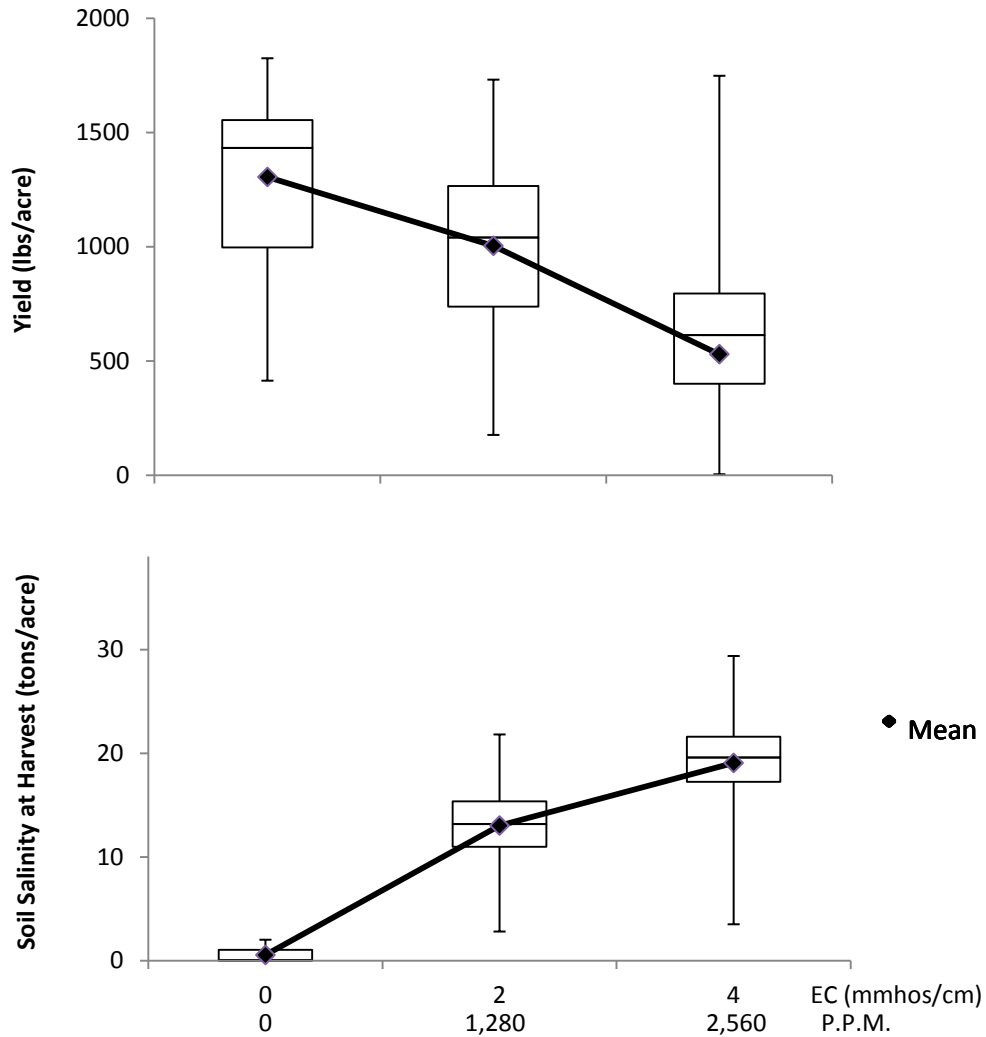 2000
1500
1000
500
0
Yield (lbs/acre)
30
20
10
0
Soil Salinity at Harvest (tons/acre)
Mean
0 2 4 EC (mmhos/cm)
0 1,280 2,560 P.P.M.